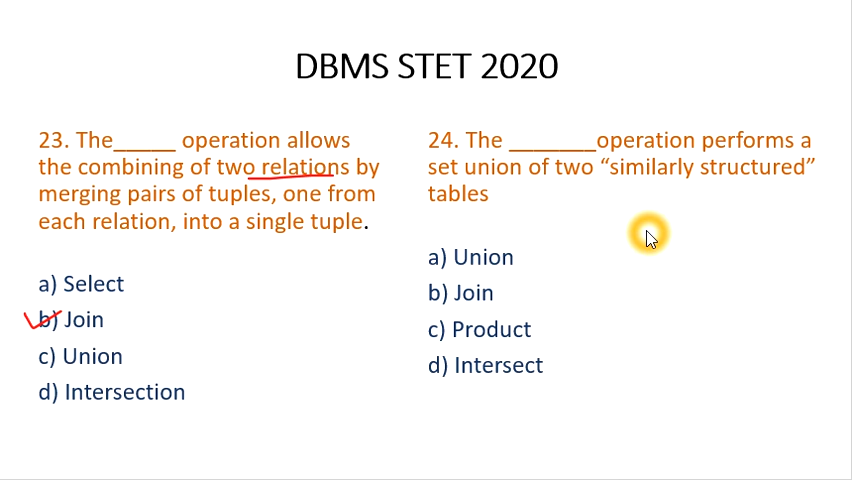 DBMS STET 2020
23. The_____ operation allows
the combining of two relations by
merging pairs of tuples, one from
each relation, into a single tuple.
a) Select
b) Join
c) Union
d) Intersection
24. The _______operation performs a
set union of two “similarly structured”
tables
a) Union
b) Join
c) Product
d) Intersect